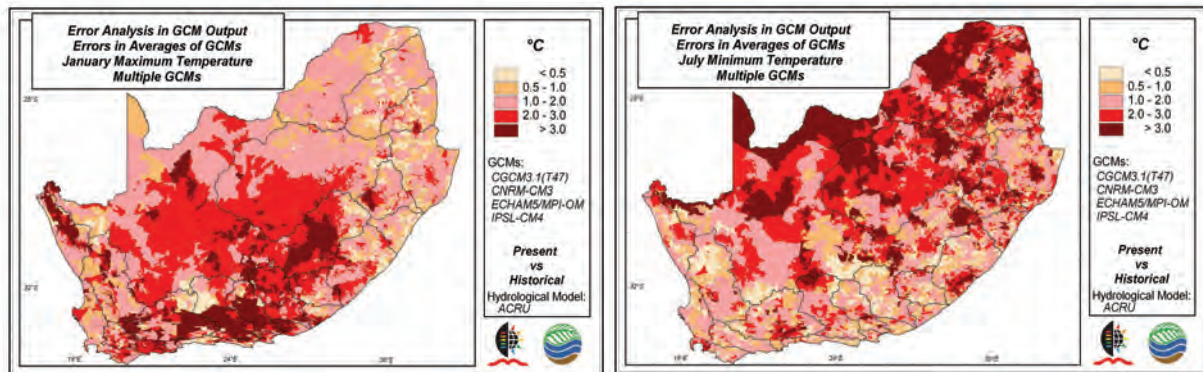 Error Analysis in GCM Output
Errors in Averages of GCMs
January Maximum Temperature
Multiple GCMs
°C
< 0.5
0.5 - 1.0
1.0 - 2.0
2.0 - 3.0
> 3.0
GCMs:
CGCM3.1(T47)
CNRM-CM3
ECHAM5/MPI-OM
IPSL-CM4
Present
vs
Historical
Hydrological Model:
ACRU
24°E
Error Analysis in GCM Output
Errors in Averages of GCMs
July Minimum Temperature
Multiple GCMs
°C
< 0.5
0.5 - 1.0
1.0 - 2.0
2.0 - 3.0
> 3.0
GCMs:
CGCM3.1(T47)
CNRM-CM3
ECHAM5/MPI-OM
IPSL-CM4
Present
vs
Historical
Hydrological Model:
ACRU